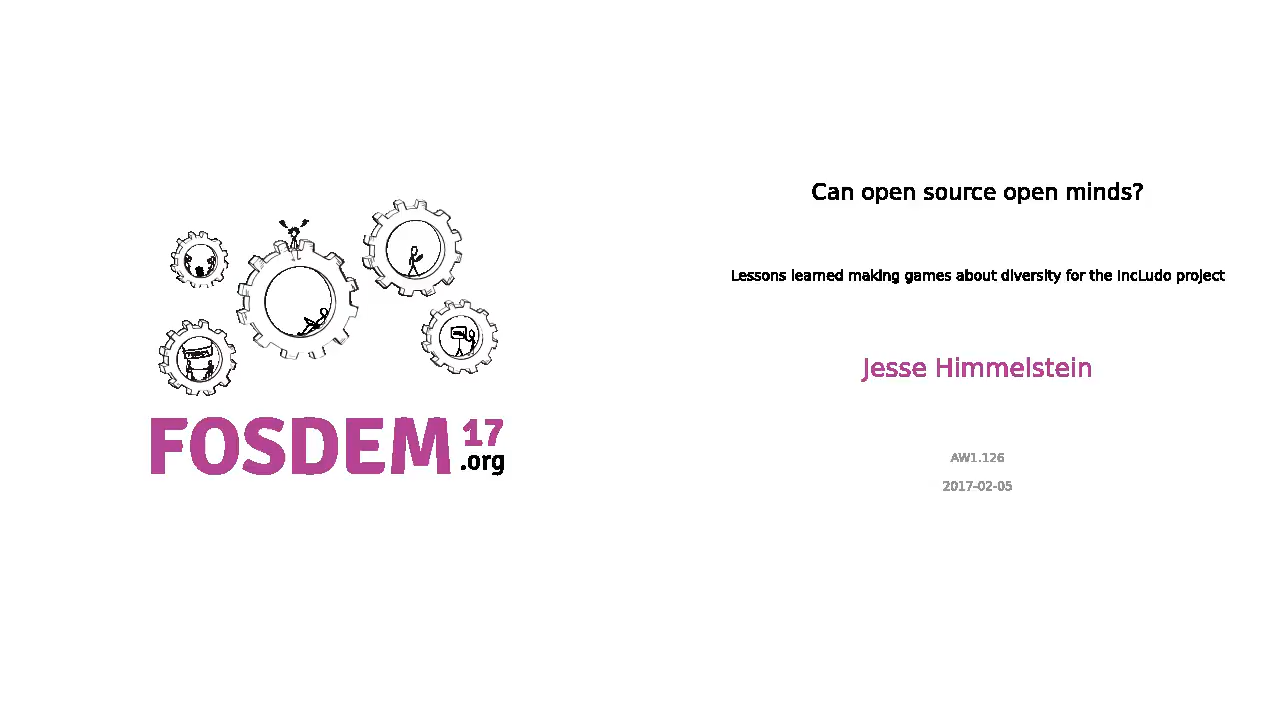 FOSDEM 17
.org
Can open source open minds?
Lessons learned making games about diversity for the IncLudo project
Jesse Himmelstein
AW1.126
2017-02-05